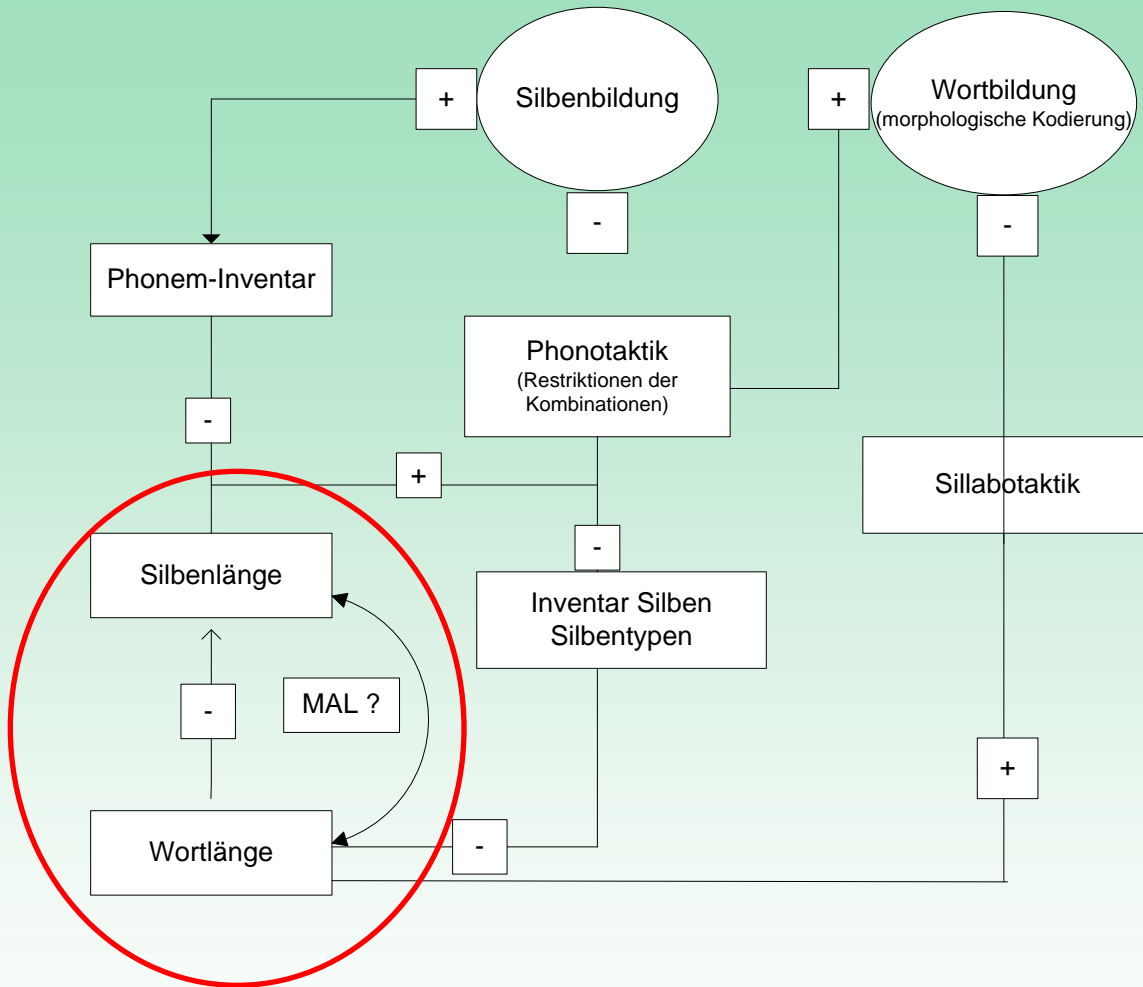 +
Silbenbildung
+
Wortbildung
(morphologische Kodierung)
-
-
Phonem-Inventar
Phonotaktik
(Restriktionen der
Kombinationen)
-
+
Sillabotaktik
-
Silbenlänge
Inventar Silben
Silbentypen
-
MAL ?
+
Wortlänge
-